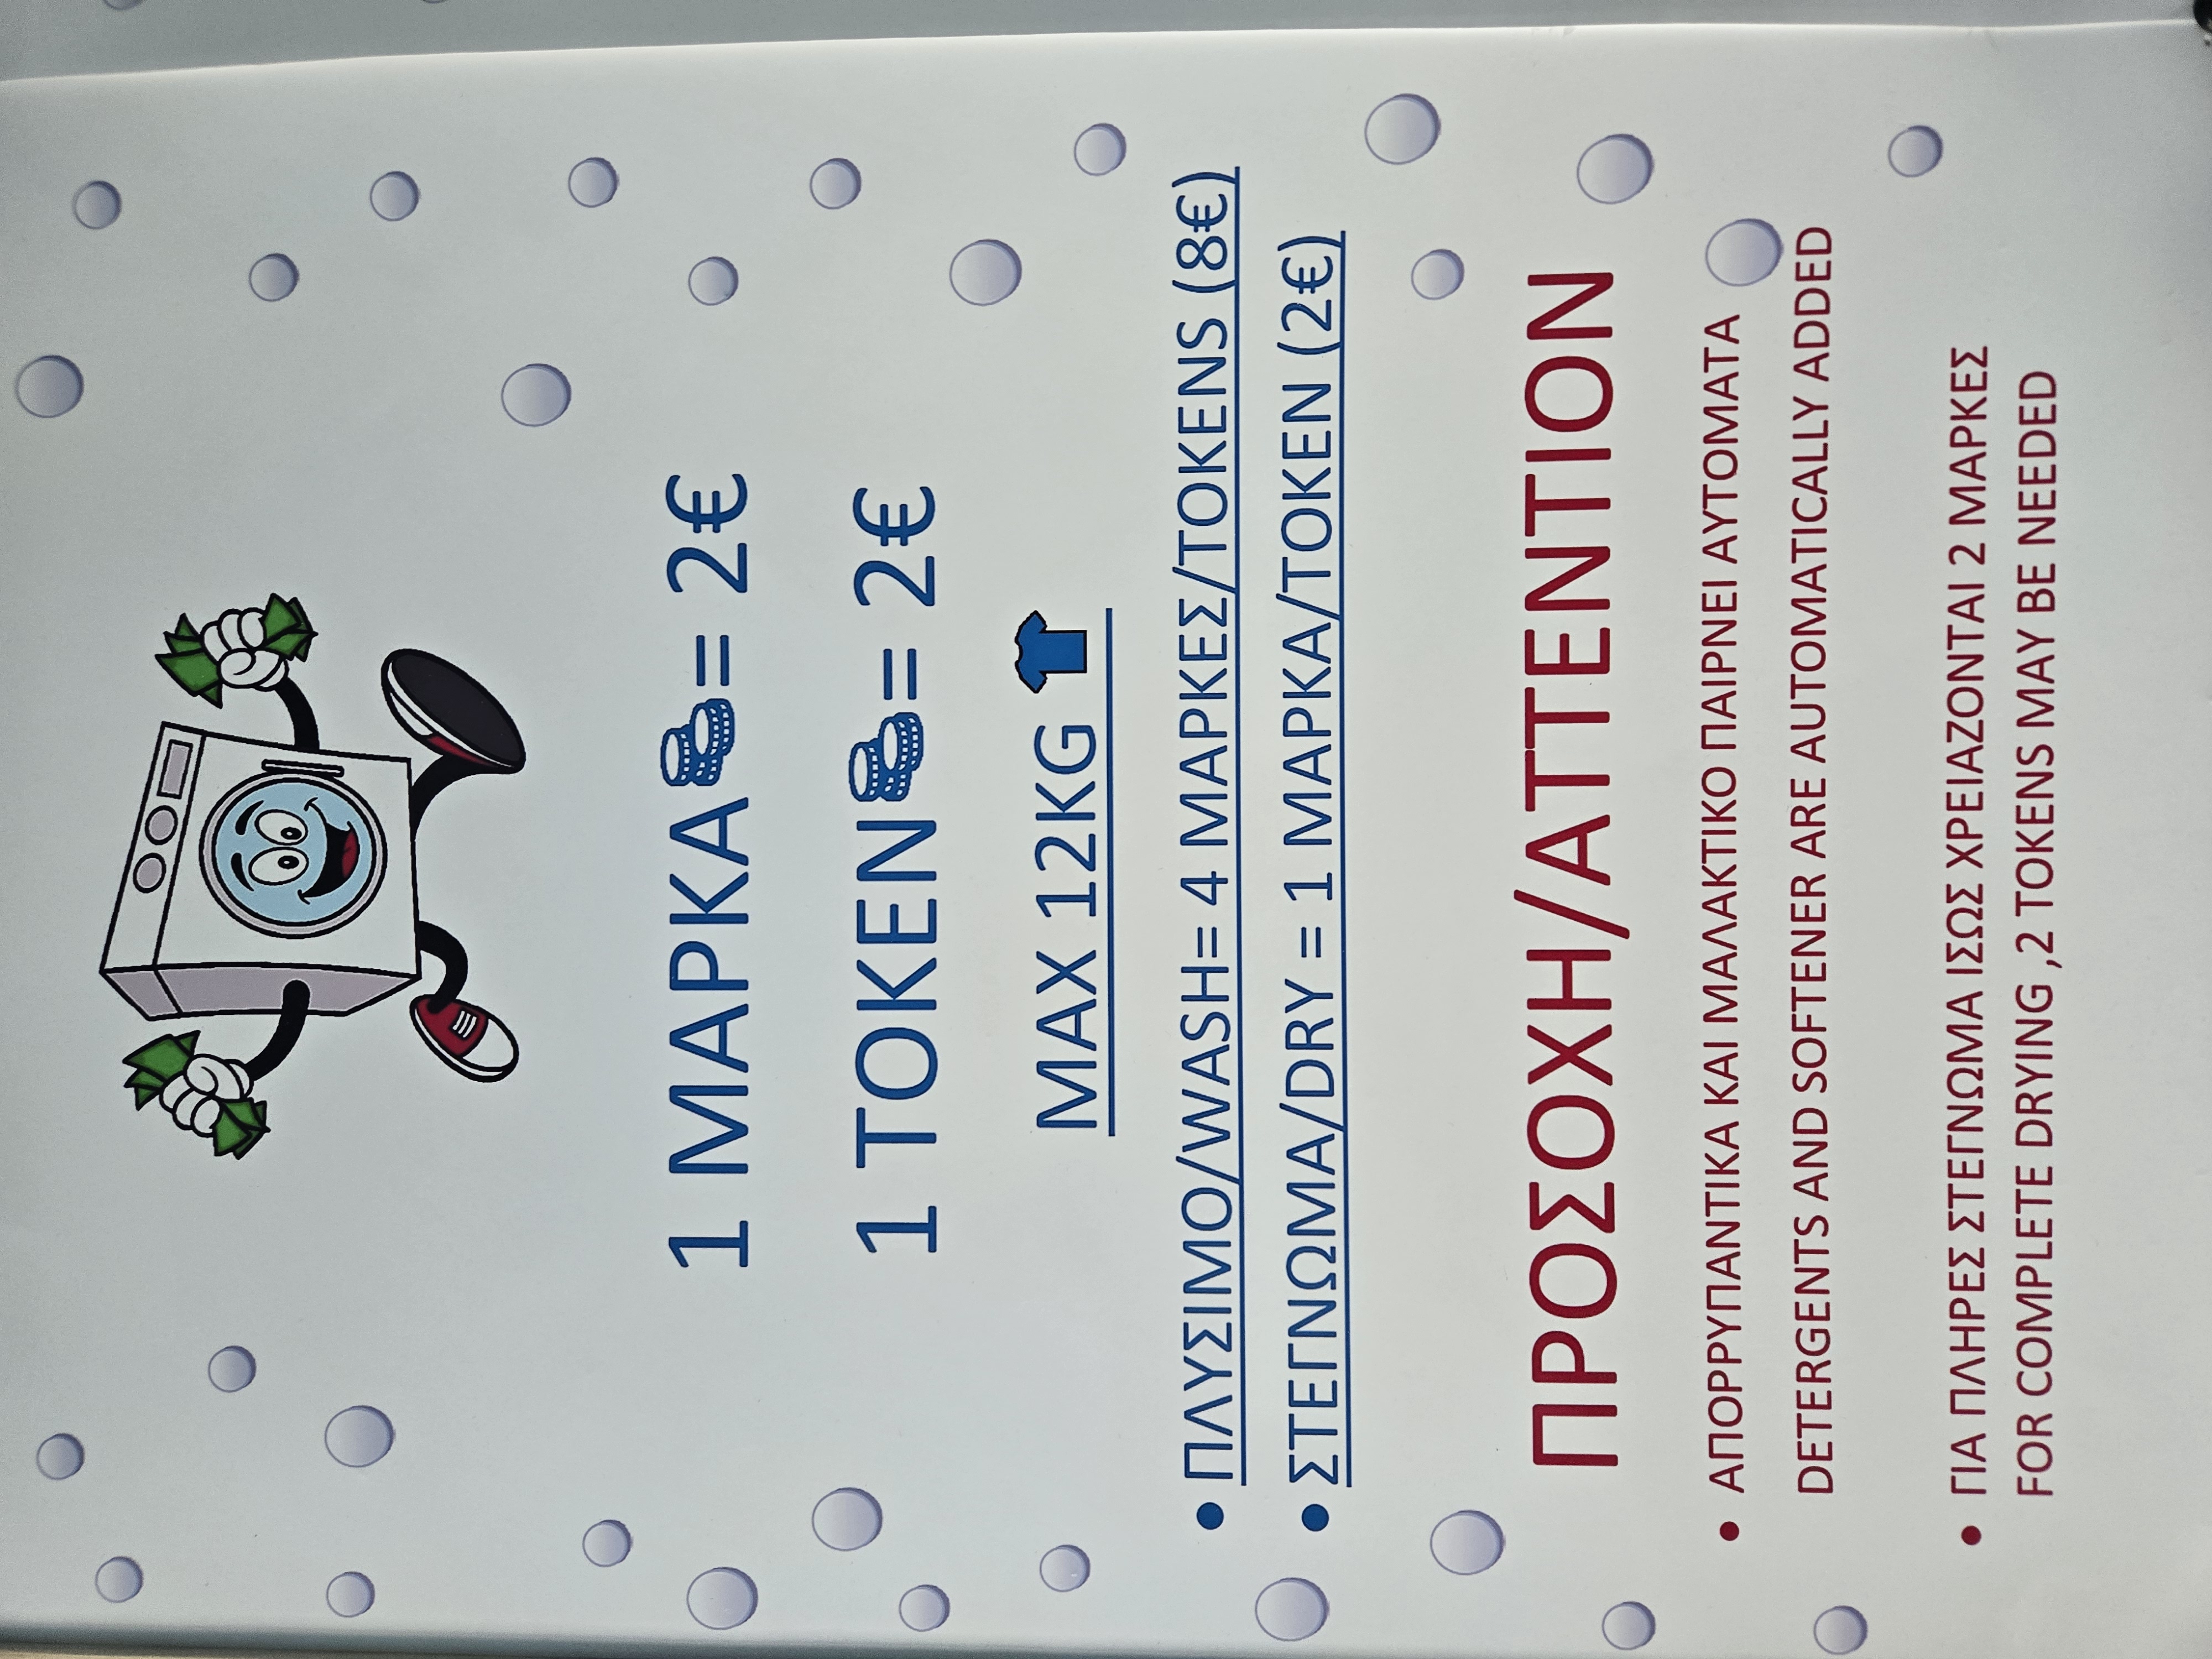 1 ΜΑΡΚΑ = 2€
1 TOKEN = 2€
MAX 12KG
• ΠΛΥΣΙΜΟ/WASH= 4 ΜΑΡΚΕΣ/TOKENS (8€)
• ΣΤΕΓΝΩΜΑ/DRY = 1 ΜΑΡΚΑ/TOKEN (2€)
ΠΡΟΣΟΧΗ/ATTENTION
• ΑΠΟΡΡΥΠΑΝΤΙΚΑ ΚΑΙ ΜΑΛΑΚΤΙΚΟ ΠΑΙΡΝΕΙ ΑΥΤΟΜΑΤΑ
DETERGENTS AND SOFTENER ARE AUTOMATICALLY ADDED
• ΓΙΑ ΠΛΗΡΕΣ ΣΤΕΓΝΩΜΑ ΙΣΩΣ ΧΡΕΙΑΖΟΝΤΑΙ 2 ΜΑΡΚΕΣ
FOR COMPLETE DRYING ,2 TOKENS MAY BE NEEDED